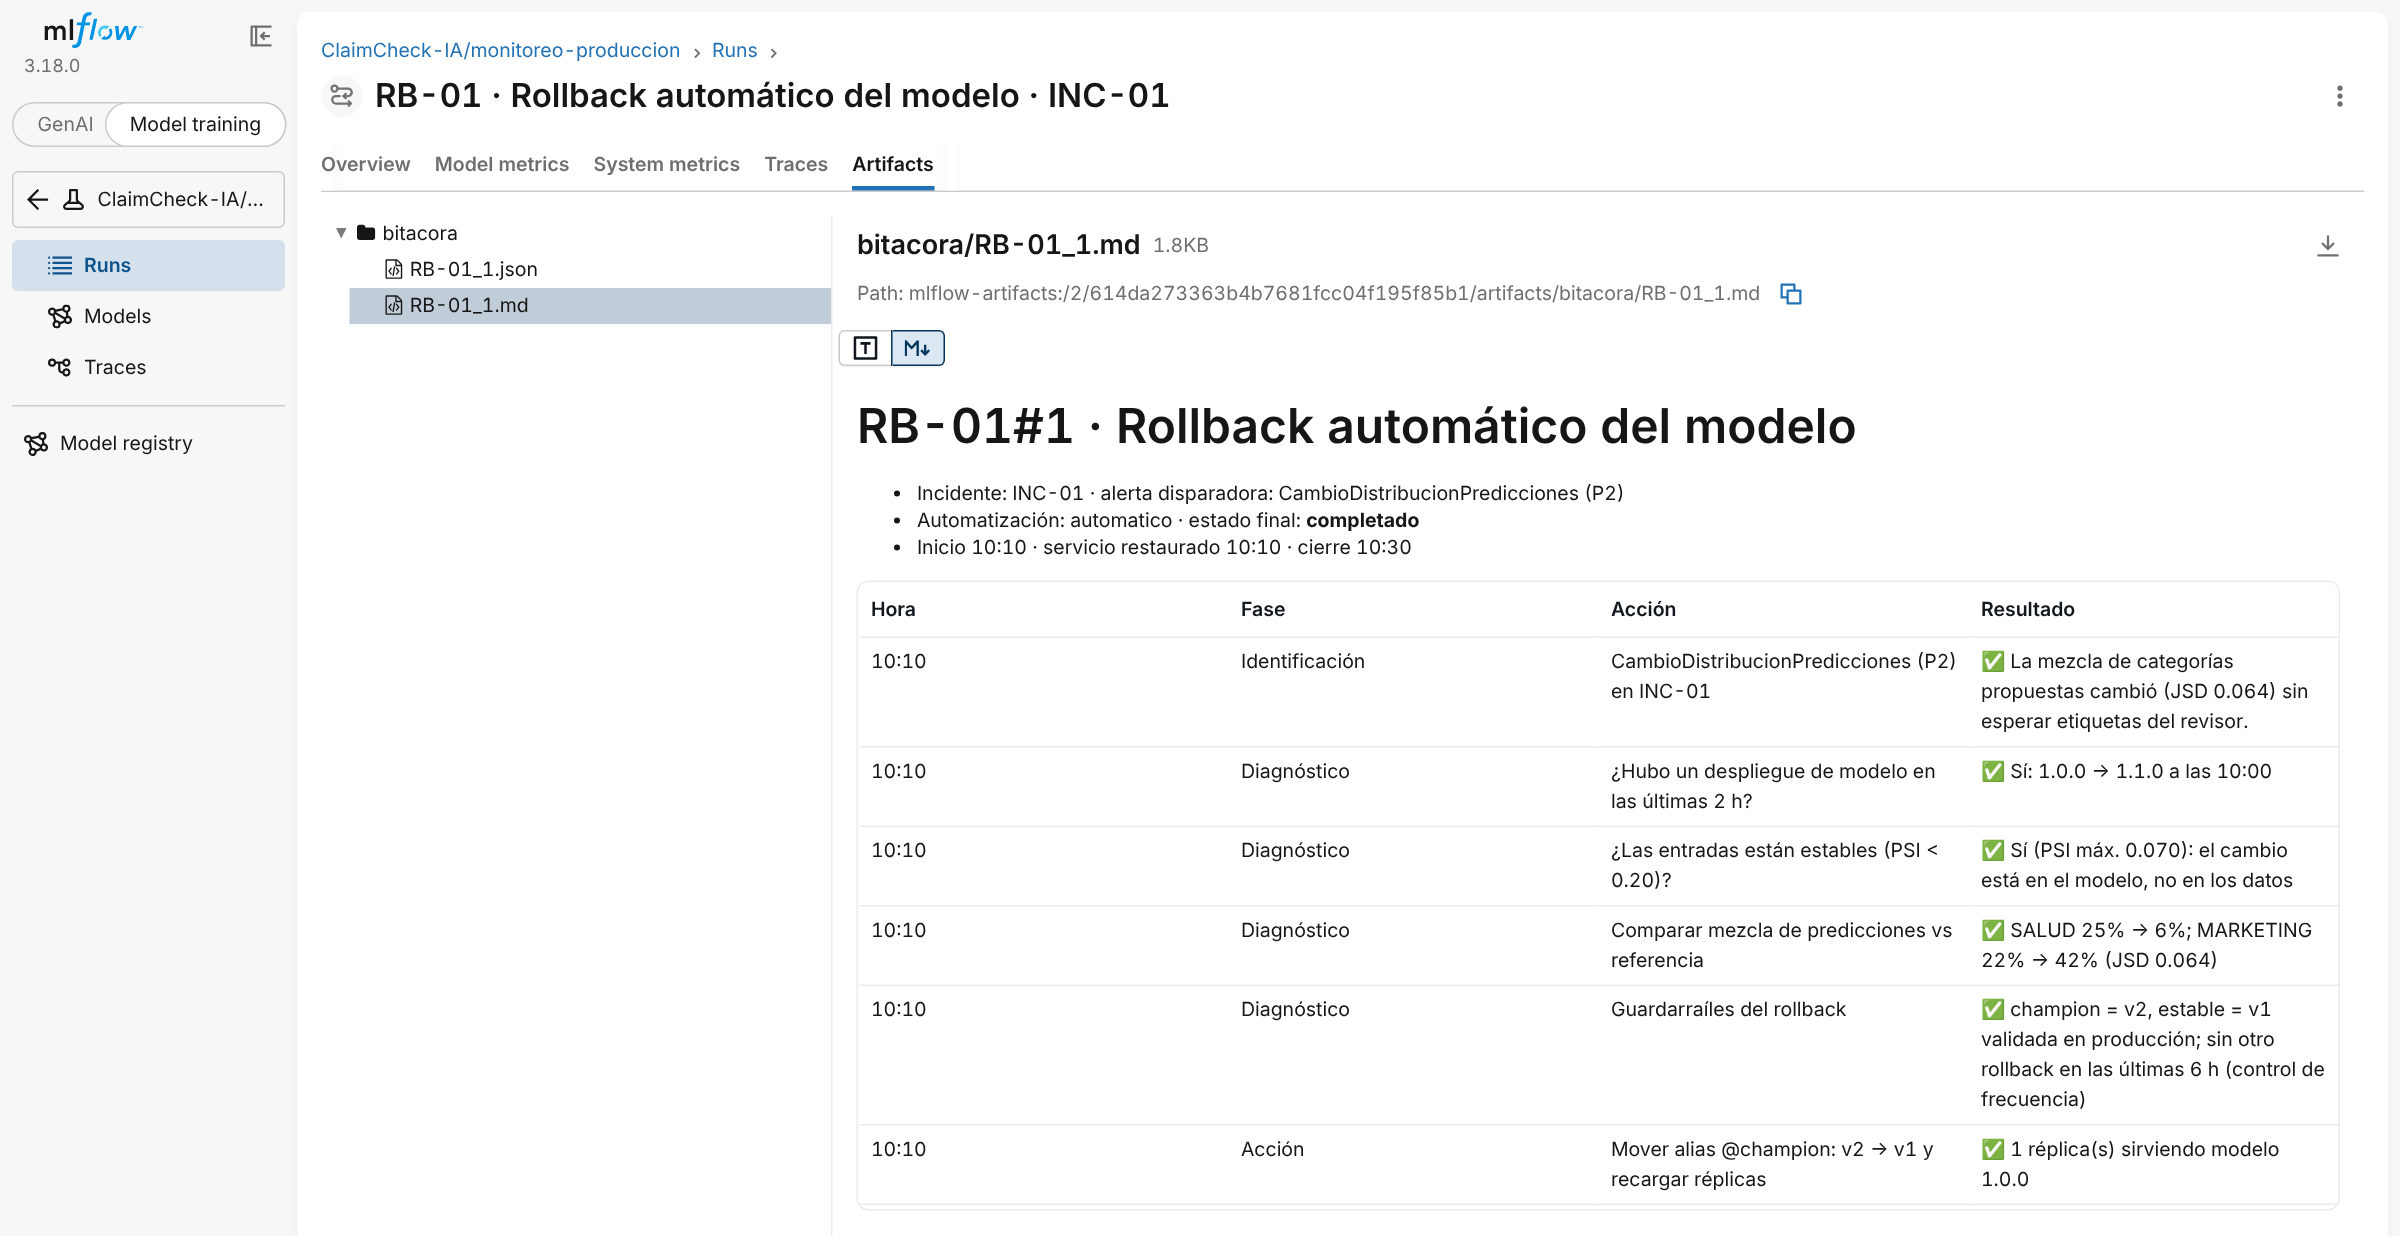 mlflow
3.18.0
GenAI
Model training
ClaimCheck-IA/...
Runs
Models
Traces
Model registry
ClaimCheck-IA/monitoreo-produccion › Runs ›
RB-01 · Rollback automático del modelo · INC-01
Overview
Model metrics
System metrics
Traces
Artifacts
bitacora
RB-01_1.json
RB-01_1.md
bitacora/RB-01_1.md 1.8KB
Path: mlflow-artifacts:/2/614da273363b4b7681fcc04f195f85b1/artifacts/bitacora/RB-01_1.md
RB-01#1 · Rollback automático del modelo
• Incidente: INC-01 · alerta disparadora: CambioDistribucionPredicciones (P2)
• Automatización: automatico · estado final: completado
• Inicio 10:10 · servicio restaurado 10:10 · cierre 10:30
Hora
Fase
Acción
Resultado
10:10
Identificación
CambioDistribucionPredicciones (P2)
en INC-01
✅ La mezcla de categorías
propuestas cambió (JSD 0.064) sin
esperar etiquetas del revisor.
10:10
Diagnóstico
¿Hubo un despliegue de modelo en
las últimas 2 h?
✅ Sí: 1.0.0 → 1.1.0 a las 10:00
10:10
Diagnóstico
¿Las entradas están estables (PSI <
0.20)?
✅ Sí (PSI máx. 0.070): el cambio
está en el modelo, no en los datos
10:10
Diagnóstico
Comparar mezcla de predicciones vs
referencia
✅ SALUD 25% → 6%; MARKETING
22% → 42% (JSD 0.064)
10:10
Diagnóstico
Guardarraíles del rollback
✅ champion = v2, estable = v1
validada en producción; sin otro
rollback en las últimas 6 h (control de
frecuencia)
10:10
Acción
Mover alias @champion: v2 → v1 y
recargar réplicas
✅ 1 réplica(s) sirviendo modelo
1.0.0